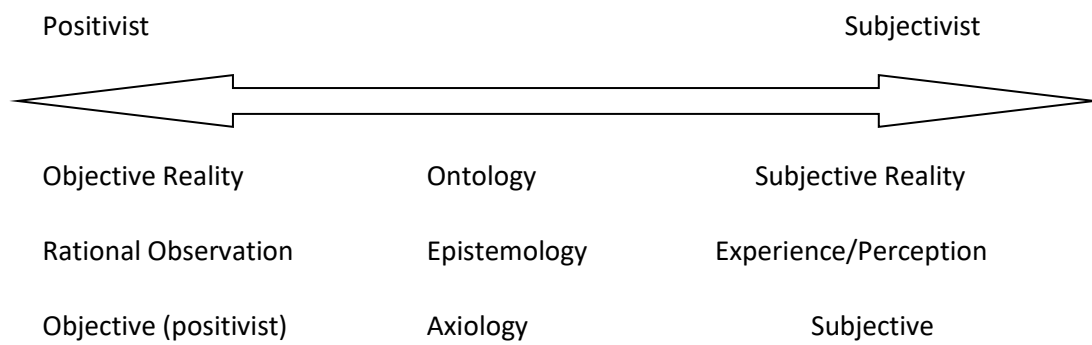 Positivist Subjectivist
Objective Reality Ontology Subjective Reality
Rational Observation Epistemology Experience/Perception
Objective (positivist) Axiology Subjective